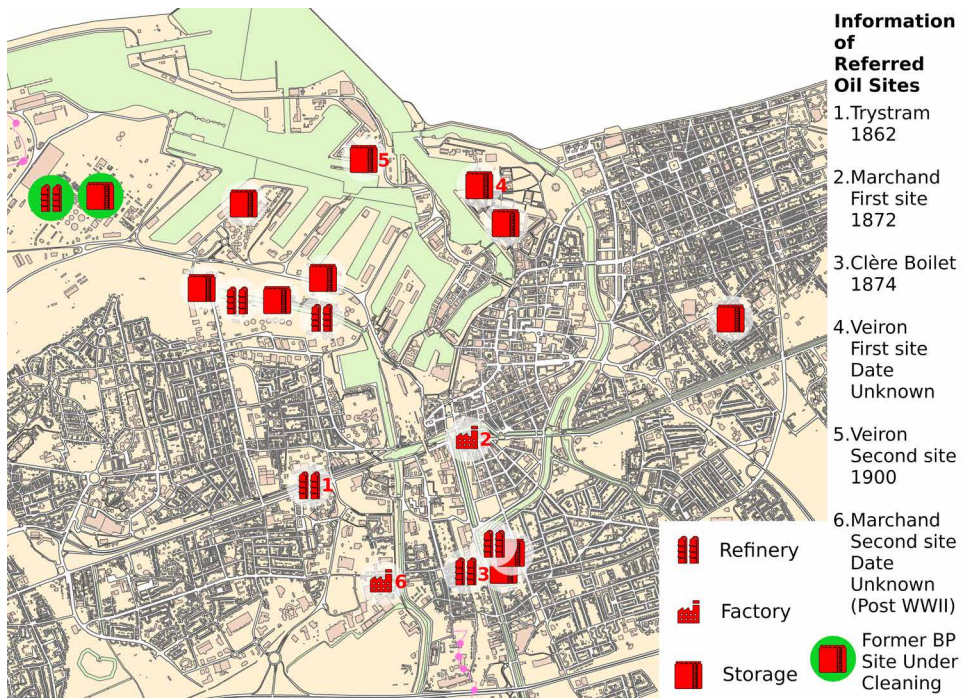 Information
of
Referred
Oil Sites
1.Trystram
1862
2.Marchand
First site
1872
3.Clère Boilet
1874
4.Veiron
First site
Date
Unknown
5.Veiron
Second site
1900
6.Marchand
Second site
Date
Unknown
(Post WWII)
5
4
2
1
3
6
7
Refinery
Factory
Storage
Former BP
Site Under
Cleaning